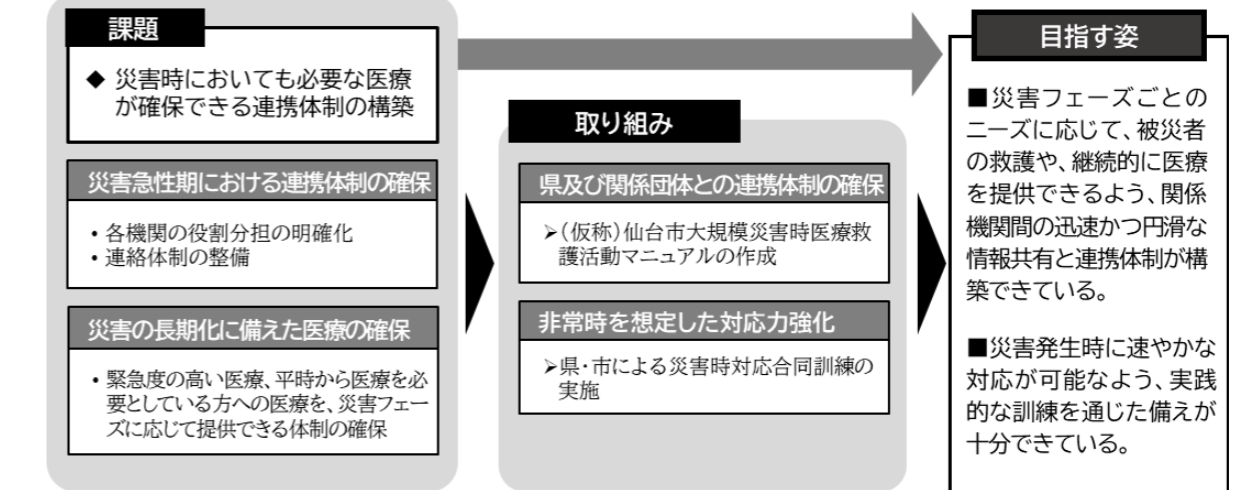 課題
◆ 災害時においても必要な医療
が確保できる連携体制の構築
災害急性期における連携体制の確保
・各機関の役割分担の明確化
・連絡体制の整備
災害の長期化に備えた医療の確保
・緊急度の高い医療、平時から医療を必
要としている方への医療を、災害フェー
ズに応じて提供できる体制の確保
取り組み
県及び関係団体との連携体制の確保
➢(仮称)仙台市大規模災害時医療救
護活動マニュアルの作成
非常時を想定した対応力強化
➢県・市による災害時対応合同訓練の
実施
目指す姿
■災害フェーズごとの
ニーズに応じて、被災者
の救護や、継続的に医療
を提供できるよう、関係
機関間の迅速かつ円滑な
情報共有と連携体制が構
築できている。
■災害発生時に速やかな
対応が可能なよう、実践
的な訓練を通じた備えが
十分できている。